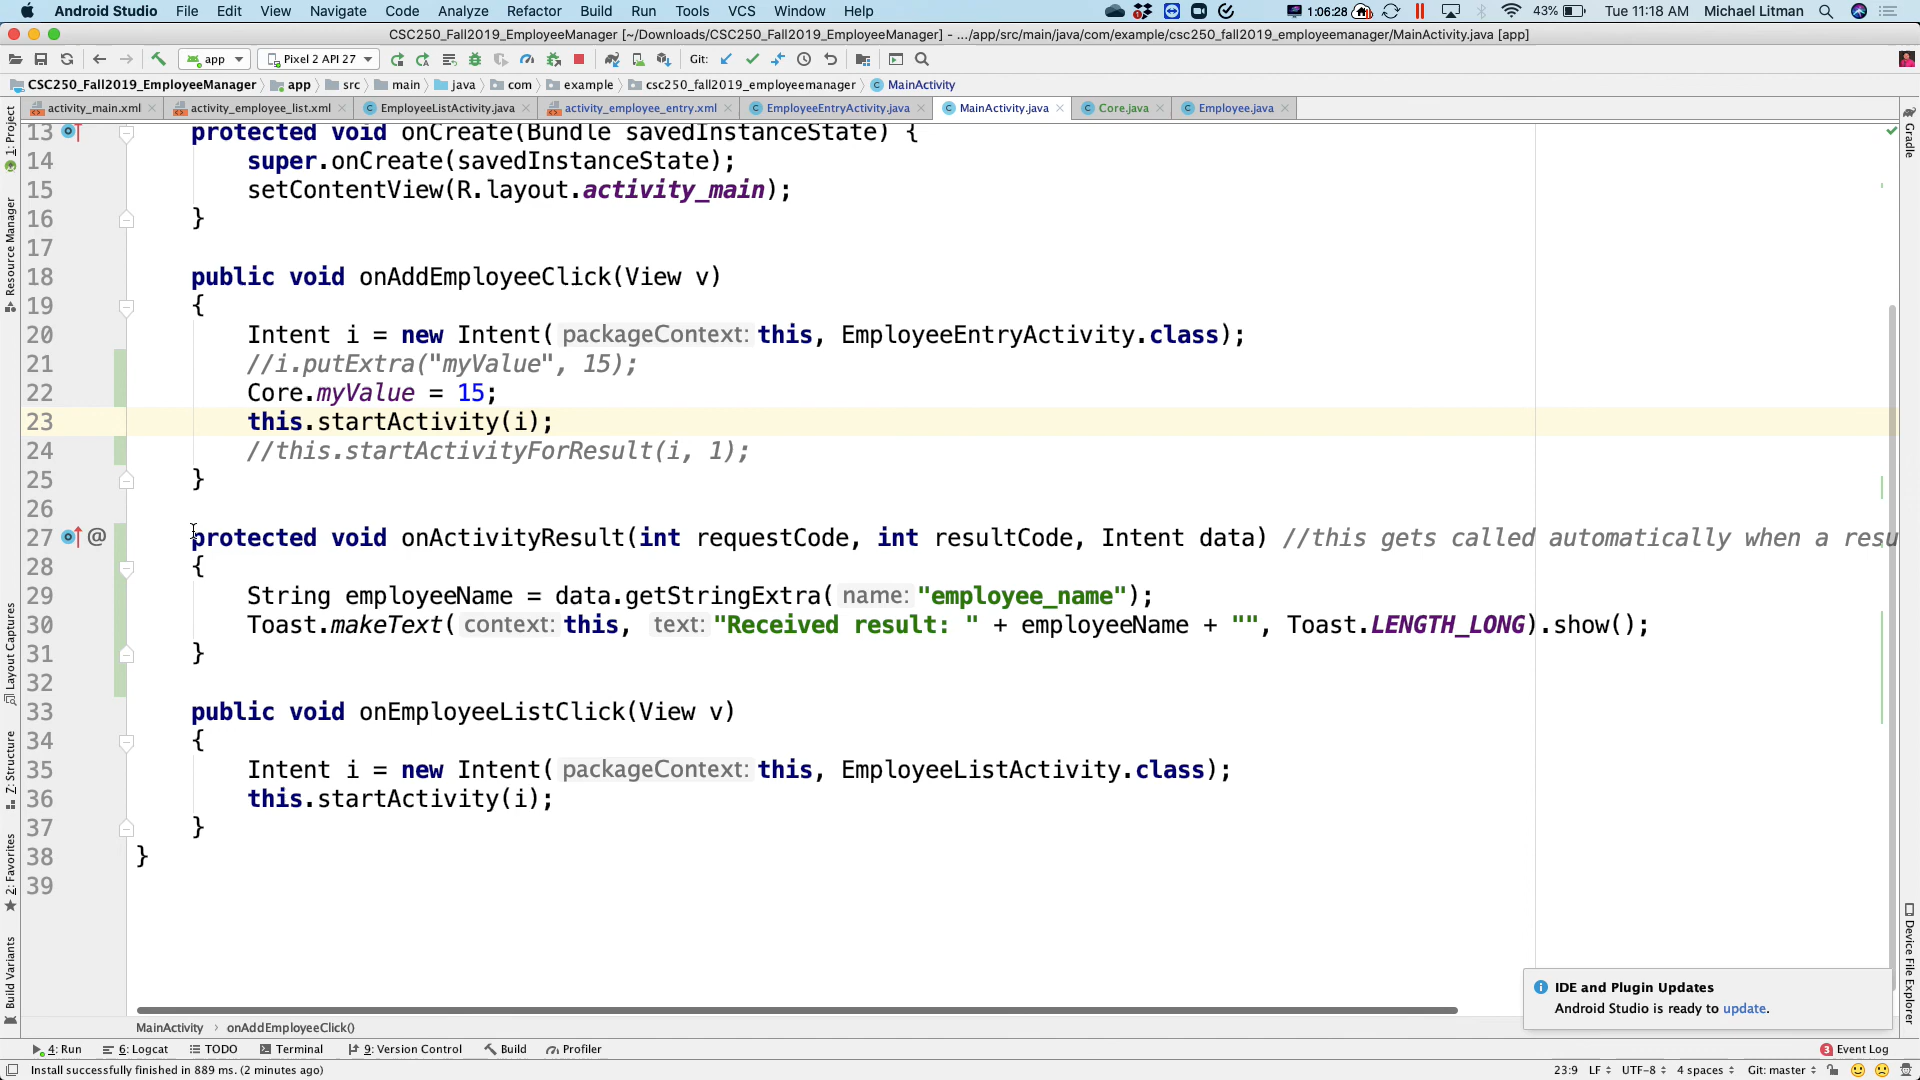 Android Studio File Edit View Navigate Code Analyze Refactor Build Run Tools VCS Window Help 1:06:28 43% Tue 11:18 AM Michael Litman
CSC250_Fall2019_EmployeeManager [~/Downloads/CSC250_Fall2019_EmployeeManager] - .../app/src/main/java/com/example/csc250_fall2019_employeemanager/MainActivity.java [app]
app Pixel 2 API 27 Git:
CSC250_Fall2019_EmployeeManager app src main java com example csc250_fall2019_employeemanager MainActivity
activity_main.xml activity_employee_list.xml EmployeeListActivity.java activity_employee_entry.xml EmployeeEntryActivity.java MainActivity.java Core.java Employee.java
1: Project
Resource Manager
Layout Captures
Z: Structure
2: Favorites
Build Variants
13 protected void onCreate(Bundle savedInstanceState) {
14 super.onCreate(savedInstanceState);
15 setContentView(R.layout.activity_main);
16 }
17
18 public void onAddEmployeeClick(View v)
19 {
20 Intent i = new Intent( packageContext: this, EmployeeEntryActivity.class);
21 //i.putExtra("myValue", 15);
22 Core.myValue = 15;
23 this.startActivity(i);
24 //this.startActivityForResult(i, 1);
25 }
26
27 @ protected void onActivityResult(int requestCode, int resultCode, Intent data) //this gets called automatically when a resu
28 {
29 String employeeName = data.getStringExtra( name: "employee_name");
30 Toast.makeText( context: this, text: "Received result: " + employeeName + "", Toast.LENGTH_LONG).show();
31 }
32
33 public void onEmployeeListClick(View v)
34 {
35 Intent i = new Intent( packageContext: this, EmployeeListActivity.class);
36 this.startActivity(i);
37 }
38 }
39
Gradle
Device File Explorer
IDE and Plugin Updates
Android Studio is ready to update.
MainActivity › onAddEmployeeClick()
4: Run 6: Logcat TODO Terminal 9: Version Control Build Profiler 3 Event Log
Install successfully finished in 889 ms. (2 minutes ago) 23:9 LF UTF-8 4 spaces Git: master